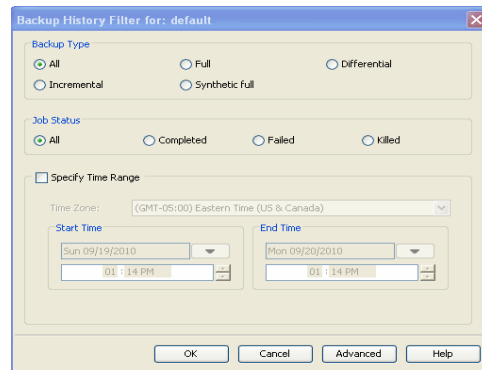 Backup History Filter for: default
Backup Type
All Full Differential
Incremental Synthetic full
Job Status
All Completed Failed Killed
Specify Time Range
Time Zone: (GMT-05:00) Eastern Time (US & Canada)
Start Time End Time
Sun 09/19/2010 Mon 09/20/2010
01 : 14 PM 01 : 14 PM
OK Cancel Advanced Help